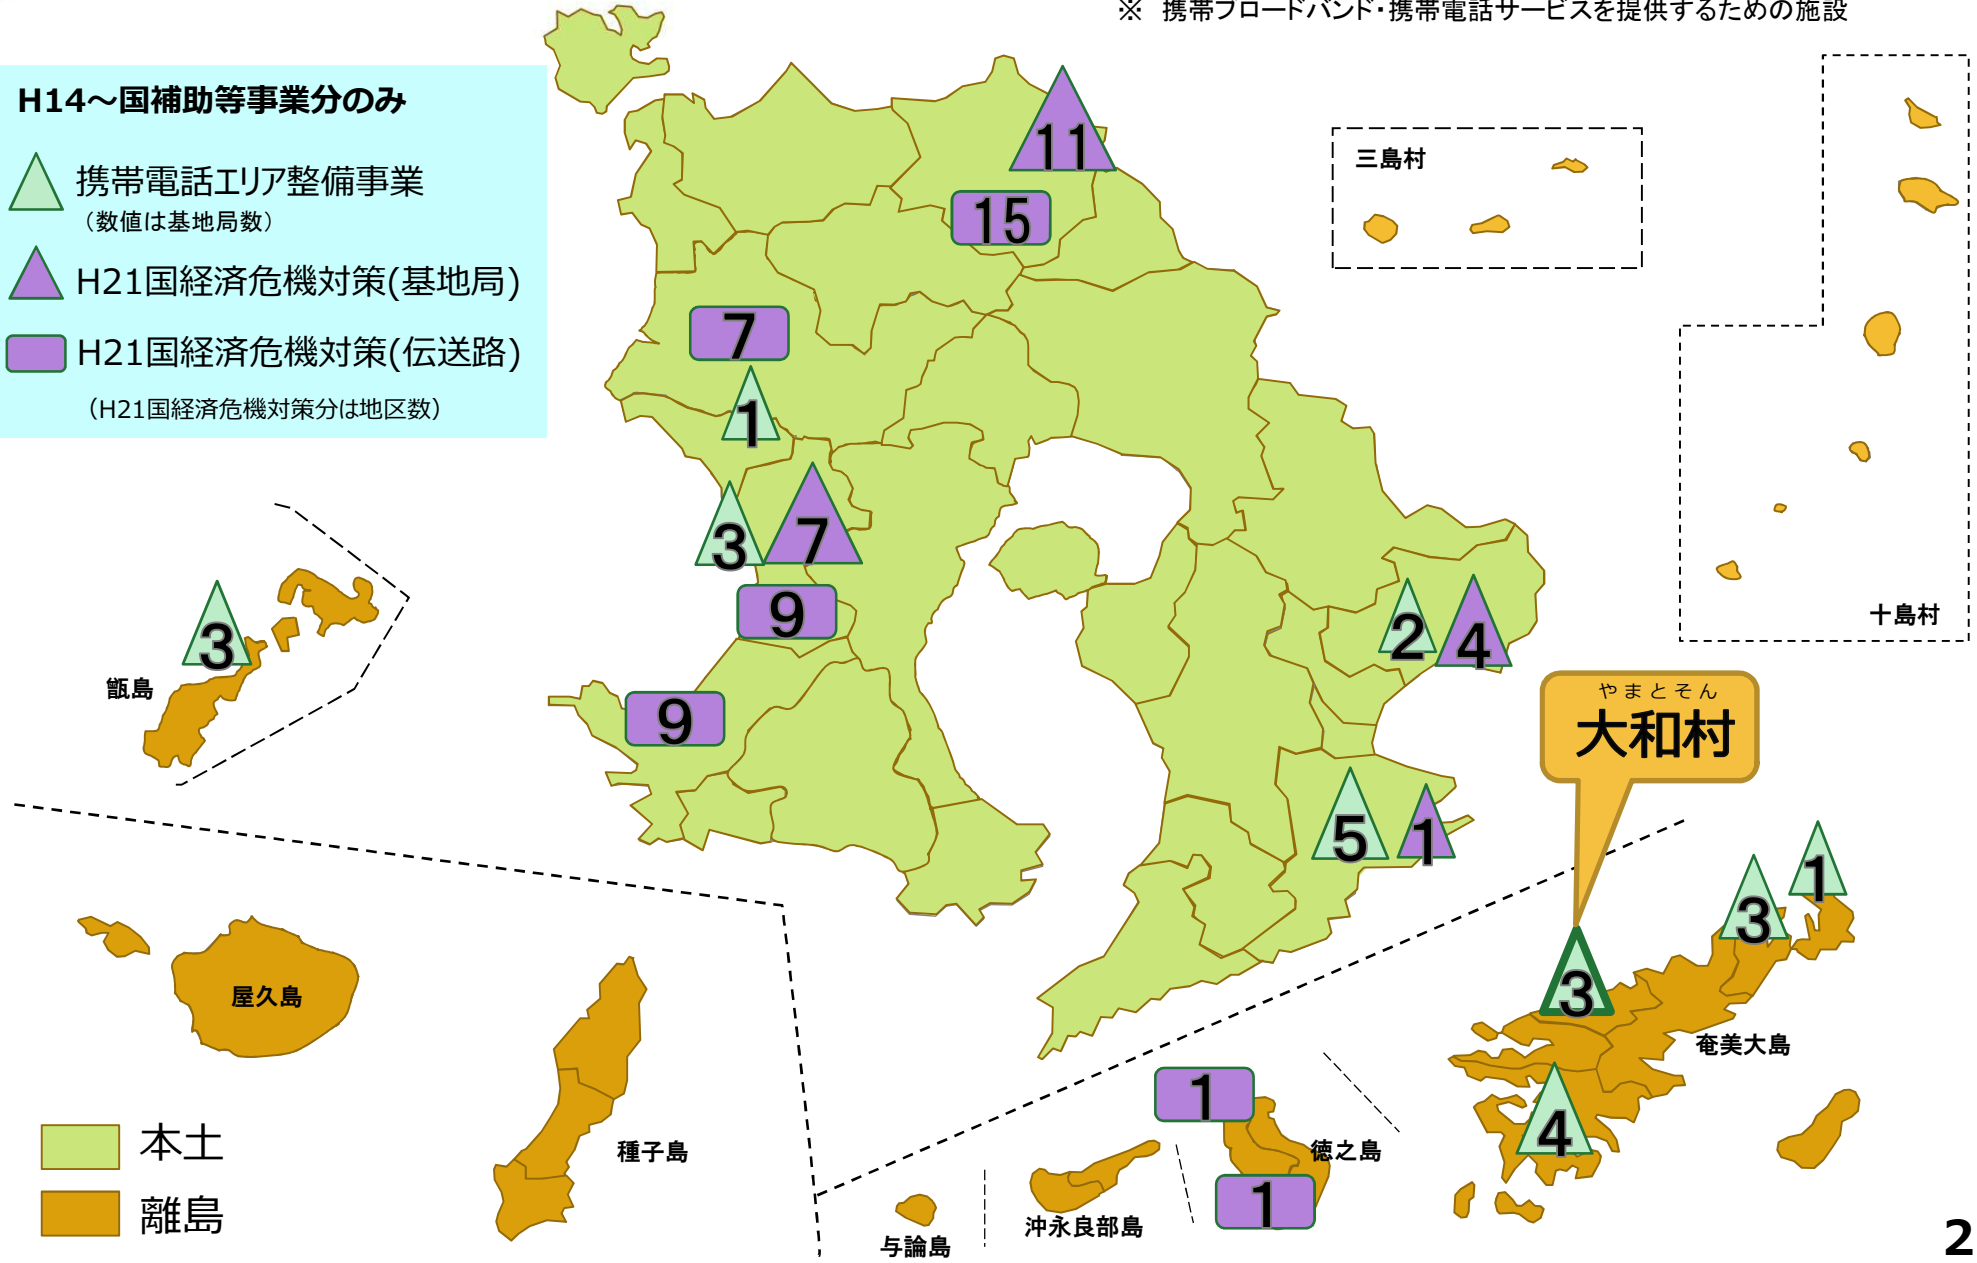 ※ 携帯ブロードバンド・携帯電話サービスを提供するための施設
H14～国補助等事業分のみ
携帯電話エリア整備事業
（数値は基地局数）
H21国経済危機対策(基地局)
H21国経済危機対策(伝送路)
（H21国経済危機対策分は地区数）
11
15
三島村
7
1
3
7
9
9
3
甑島
2
4
十島村
やまとそん
大和村
5
1
1
3
3
奄美大島
4
屋久島
種子島
1
徳之島
1
沖永良部島
与論島
本土
離島
2